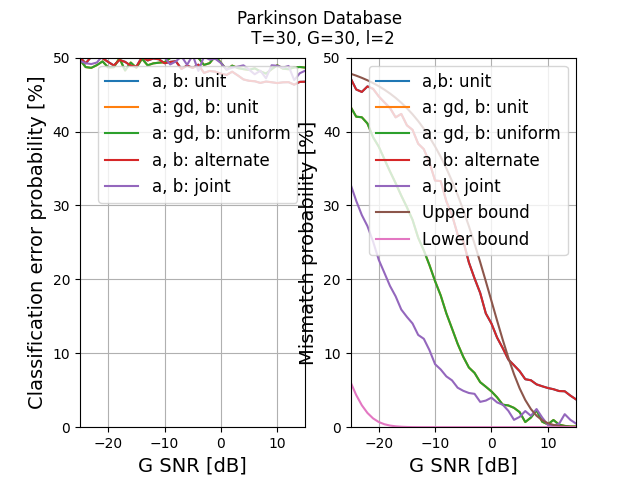 Parkinson Database
T=30, G=30, l=2
Classification error probability [%]
50
40
30
20
10
0
−20
−10
0
10
G SNR [dB]
a, b: unit
a: gd, b: unit
a: gd, b: uniform
a, b: alternate
a, b: joint
Mismatch probability [%]
50
40
30
20
10
0
−20
−10
0
10
G SNR [dB]
a,b: unit
a: gd, b: unit
a: gd, b: uniform
a, b: alternate
a, b: joint
Upper bound
Lower bound